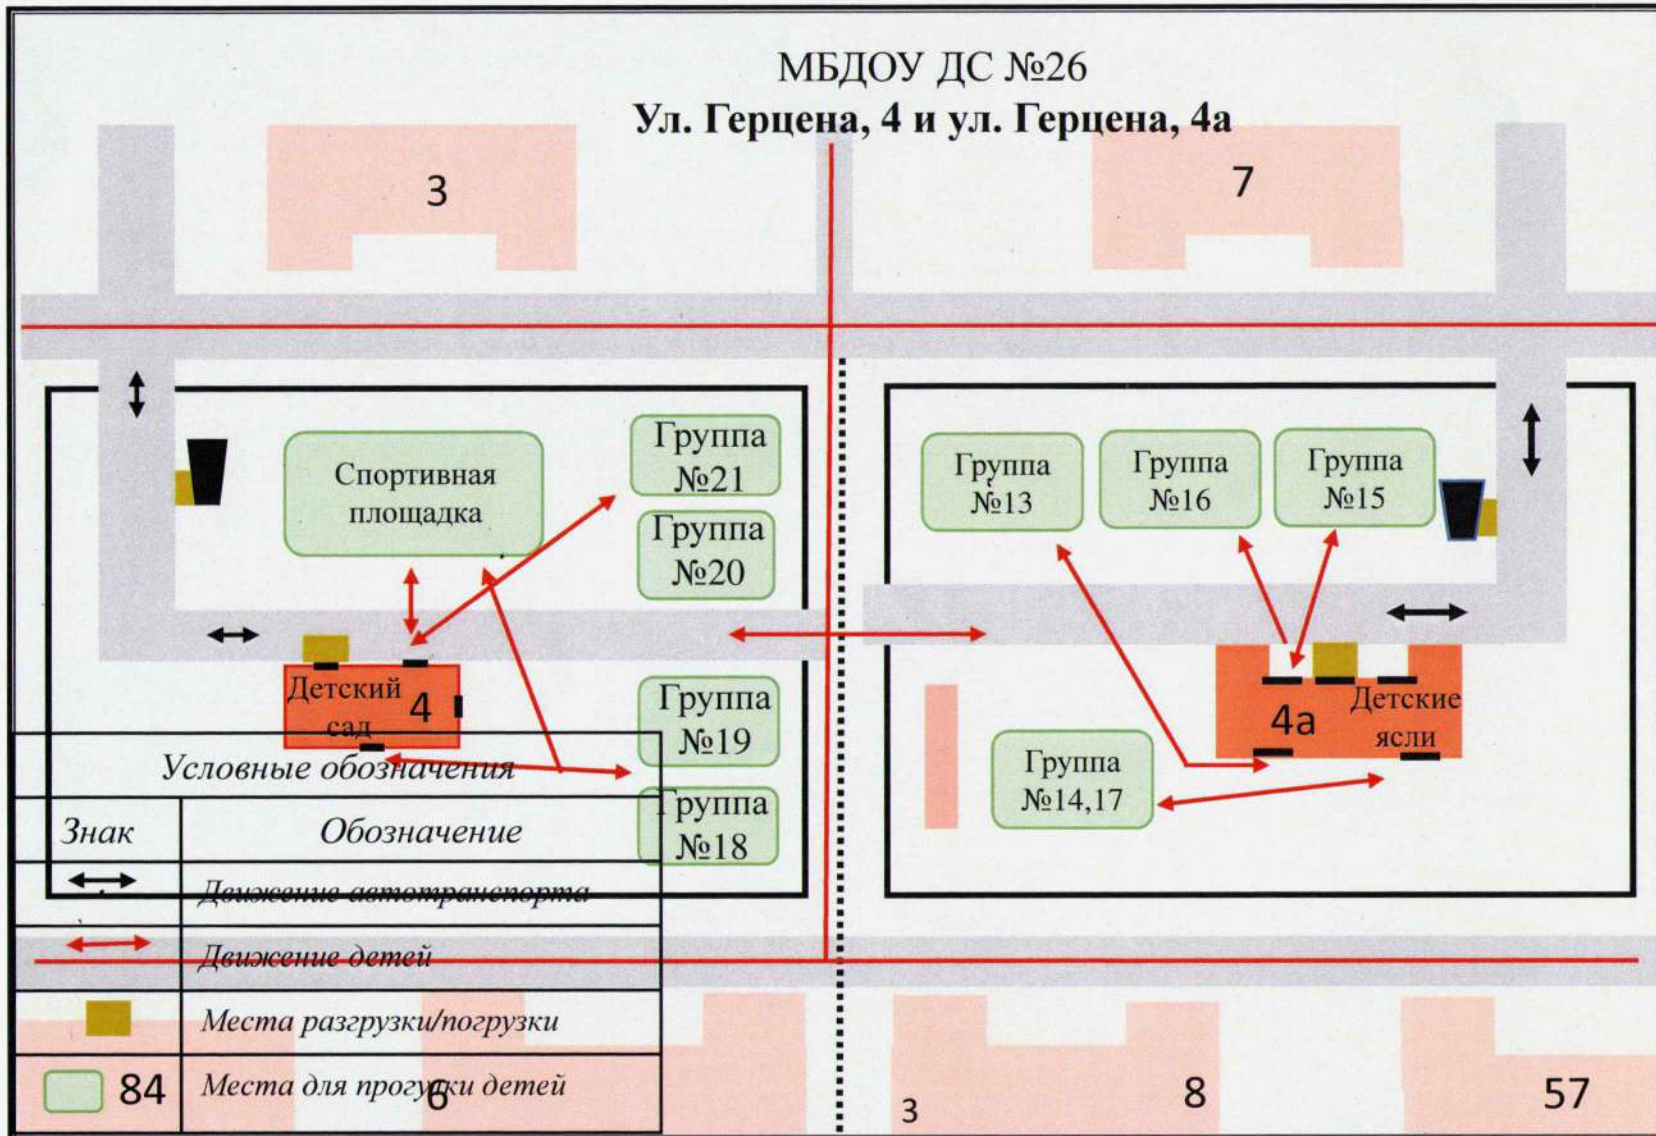 МБДОУ ДС №26
Ул. Герцена, 4 и ул. Герцена, 4а
3
7
Спортивная
площадка
Группа
№21
Группа
№20
Группа
№13
Группа
№16
Группа
№15
Детский
сад
4
Группа
№19
Группа
№18
4а
Детские
ясли
Группа
№14,17
Условные обозначения
Знак
Обозначение
Движение автотранспорта
Движение детей
Места разгрузки/погрузки
84
Места для прогулки детей
6
3
8
57